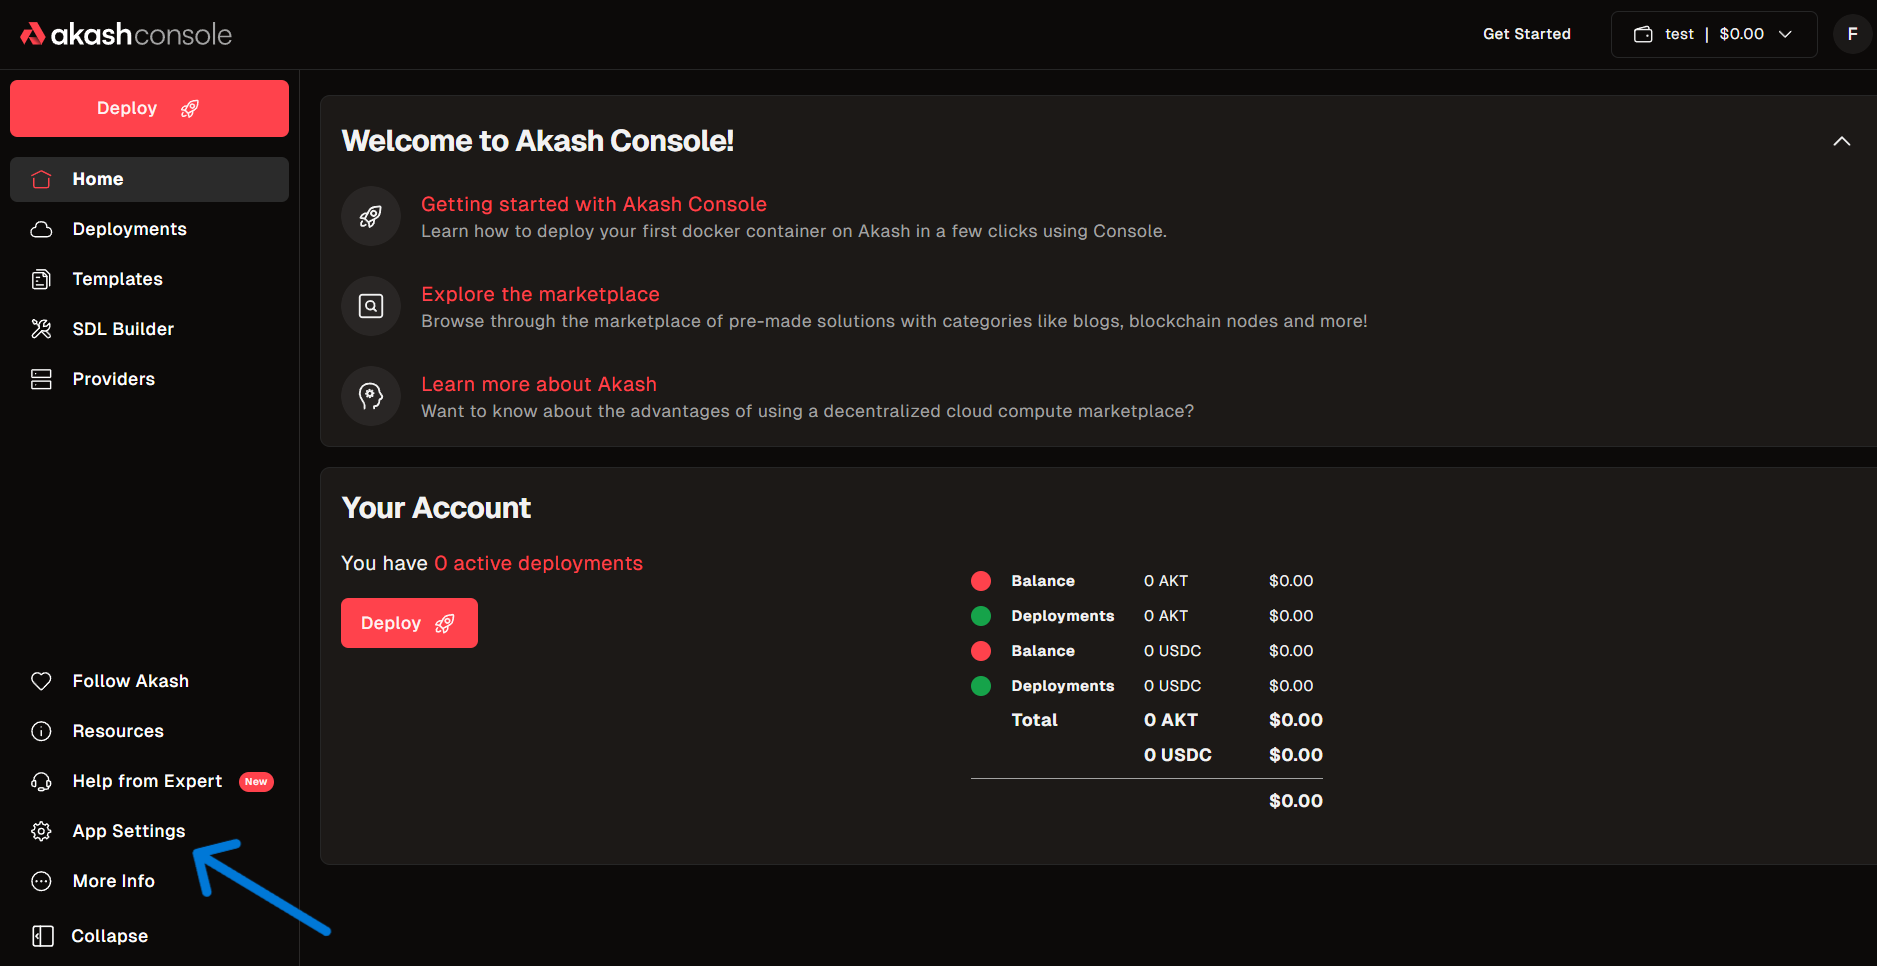 akashconsole
Get Started
test | $0.00
F
Deploy
Home
Deployments
Templates
SDL Builder
Providers
Follow Akash
Resources
Help from Expert New
App Settings
More Info
Collapse
Welcome to Akash Console!
Getting started with Akash Console
Learn how to deploy your first docker container on Akash in a few clicks using Console.
Explore the marketplace
Browse through the marketplace of pre-made solutions with categories like blogs, blockchain nodes and more!
Learn more about Akash
Want to know about the advantages of using a decentralized cloud compute marketplace?
Your Account
You have 0 active deployments
Deploy
Balance 0 AKT $0.00
Deployments 0 AKT $0.00
Balance 0 USDC $0.00
Deployments 0 USDC $0.00
Total 0 AKT $0.00
0 USDC $0.00
$0.00